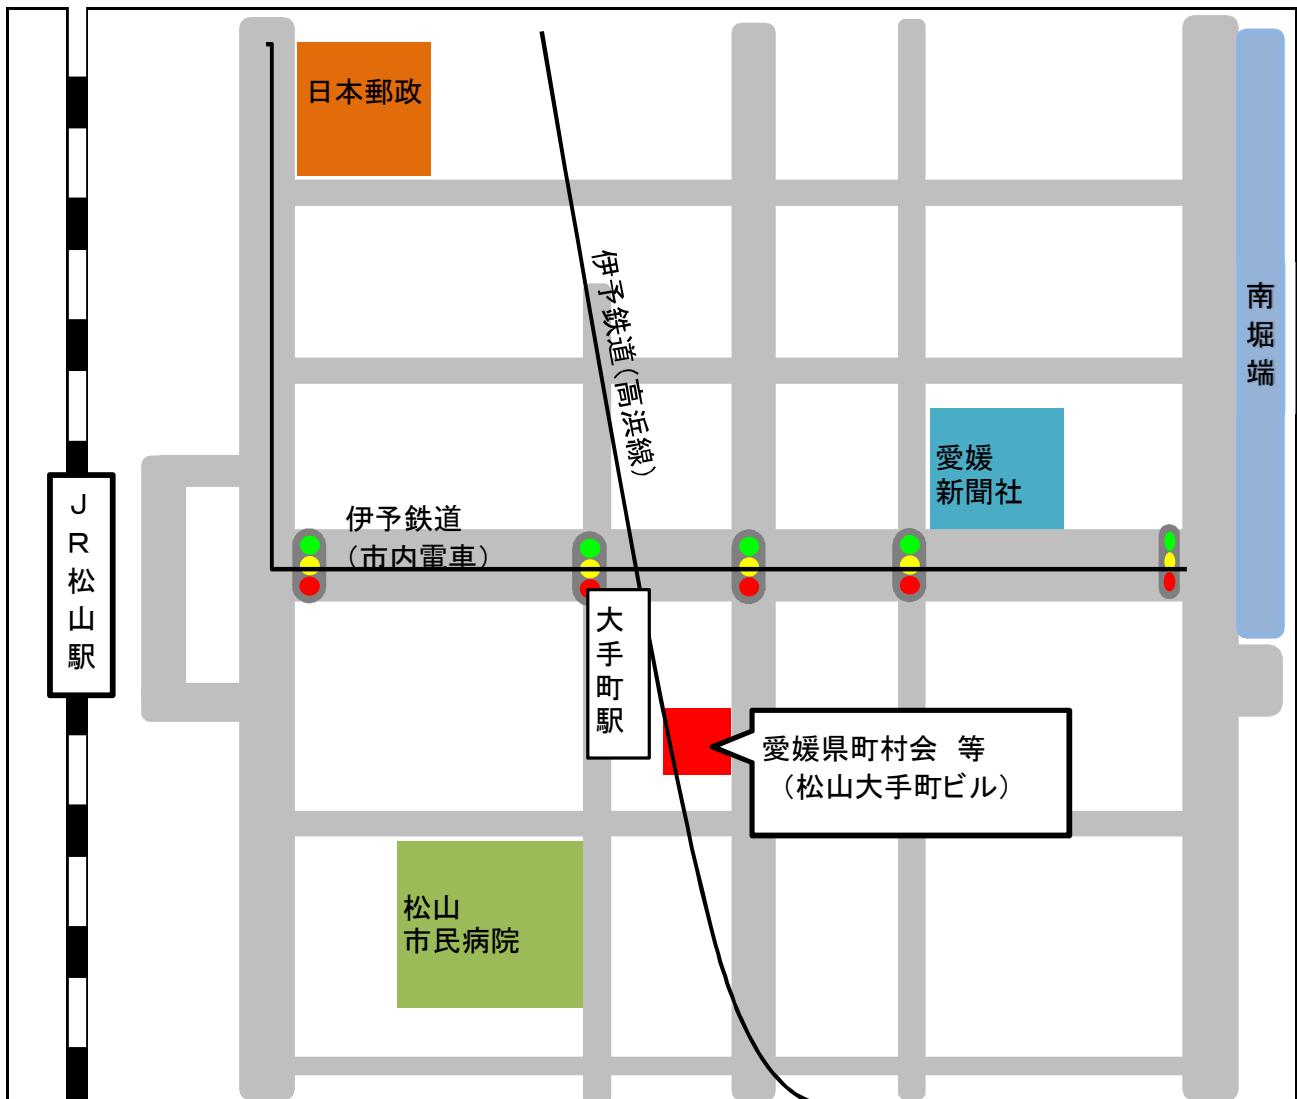 日本郵政
伊予鉄道(高浜線)
南堀端
愛媛
新聞社
伊予鉄道
(市内電車)
JR松山駅
大手町駅
愛媛県町村会 等
(松山大手町ビル)
松山
市民病院